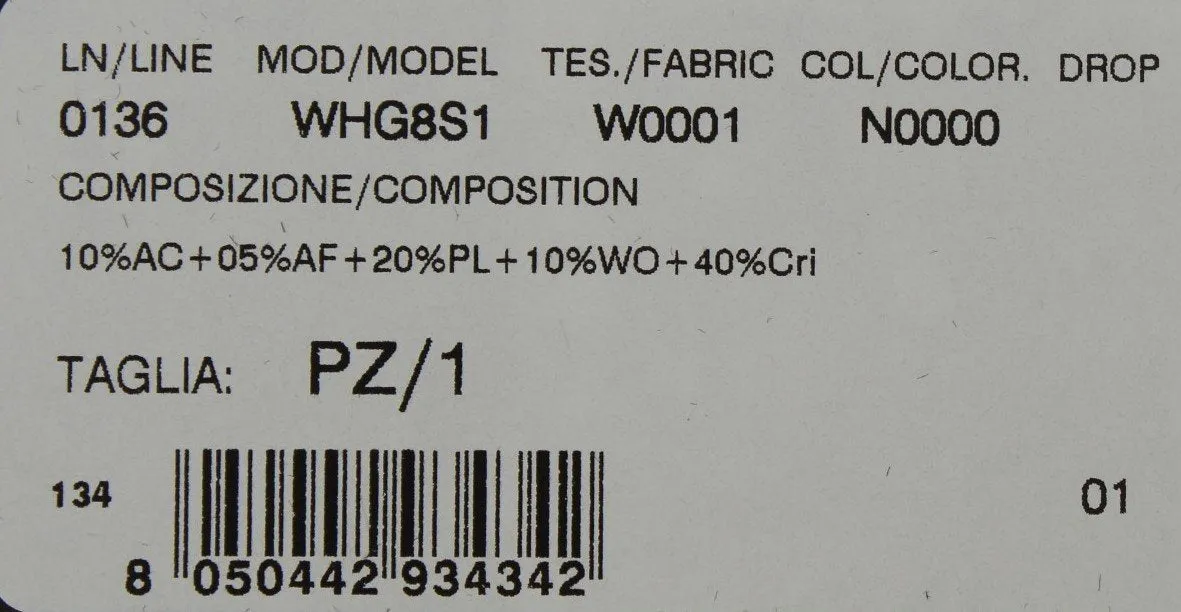 LN/LINE MOD/MODEL TES./FABRIC COL/COLOR. DROP
0136 WHG8S1 W0001 N0000
COMPOSIZIONE/COMPOSITION
10%AC+05%AF+20%PL+10%WO+40%Cri
TAGLIA: PZ/1
134
01
8 050442 934342